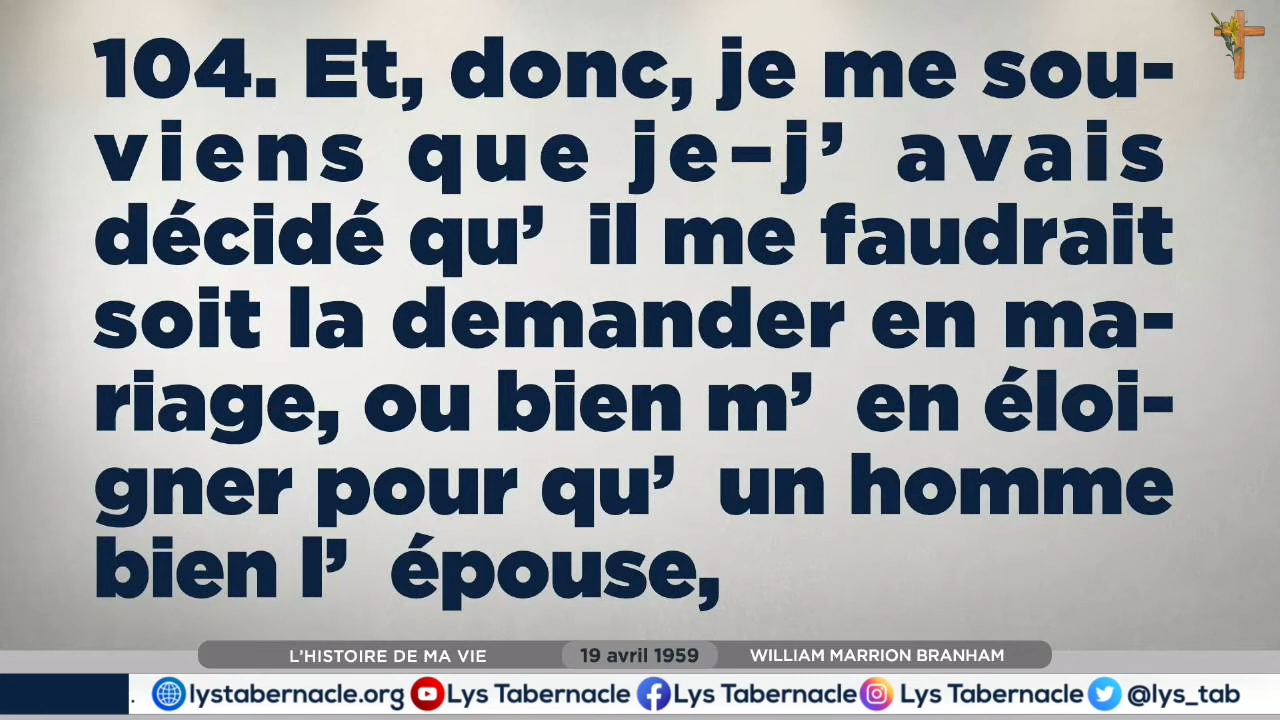 104. Et, donc, je me sou-
viens que je-j’ avais
décidé qu’ il me faudrait
soit la demander en ma-
riage, ou bien m’ en éloi-
gner pour qu’ un homme
bien l’ épouse,
L’HISTOIRE DE MA VIE 19 avril 1959 WILLIAM MARRION BRANHAM
. lystabernacle.org Lys Tabernacle Lys Tabernacle Lys Tabernacle @lys_tab